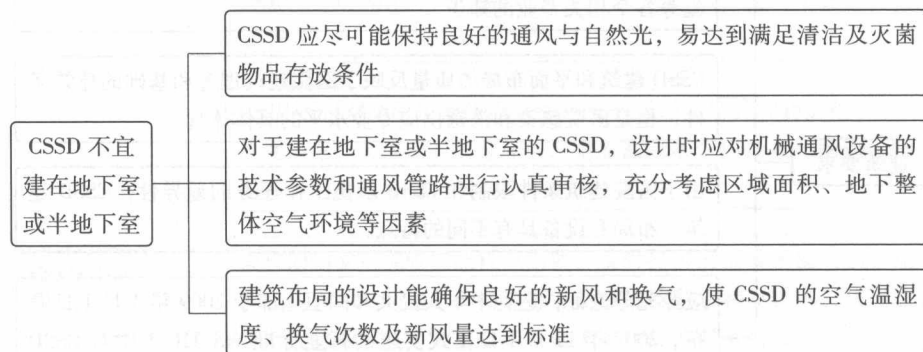 CSSD 应尽可能保持良好的通风与自然光，易达到满足清洁及灭菌
物品存放条件
CSSD 不宜
建在地下室
或半地下室
对于建在地下室或半地下室的 CSSD，设计时应对机械通风设备的
技术参数和通风管路进行认真审核，充分考虑区域面积、地下整
体空气环境等因素
建筑布局的设计能确保良好的新风和换气，使 CSSD 的空气温湿
度、换气次数及新风量达到标准